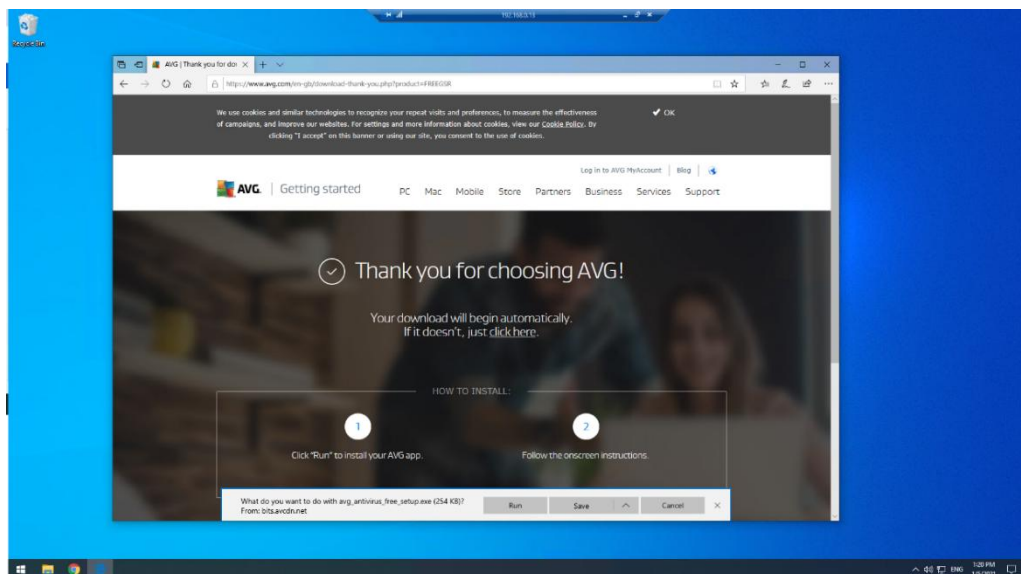 192.168.0.18
Recycle Bin
AVG | Thank you for dov
https://www.avg.com/en-gb/download-thank-you.php?product=FREEGSR
We use cookies and similar technologies to recognize your repeat visits and preferences, to measure the effectiveness
of campaigns, and improve our websites. For settings and more information about cookies, view our Cookie Policy. By
clicking "I accept" on this banner or using our site, you consent to the use of cookies.
OK
Log in to AVG MyAccount | Blog
AVG. | Getting started
PC Mac Mobile Store Partners Business Services Support
Thank you for choosing AVG!
Your download will begin automatically.
If it doesn't, just click here.
HOW TO INSTALL:
1
2
Click "Run" to install your AVG app.
Follow the onscreen instructions.
What do you want to do with avg_antivirus_free_setup.exe (254 KB)?
From: bits.avcdn.net
Run
Save
Cancel
ENG
1:20 PM